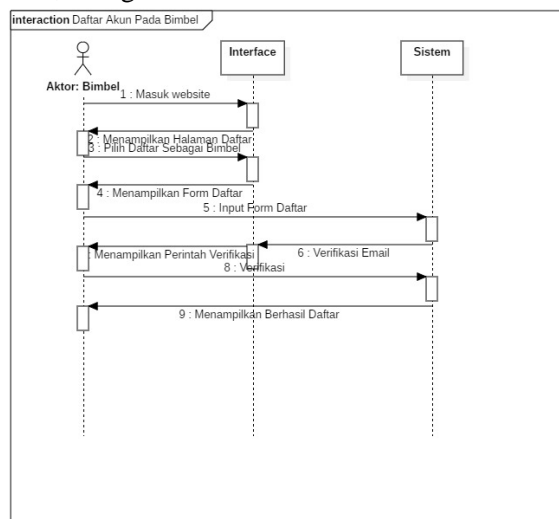 interaction Daftar Akun Pada Bimbel
Interface
Sistem
Aktor: Bimbel
1 : Masuk website
2 : Menampilkan Halaman Daftar
3 : Pilih Daftar Sebagai Bimbel
4 : Menampilkan Form Daftar
5 : Input Form Daftar
6 : Verifikasi Email
: Menampilkan Perintah Verifikasi
8 : Verifikasi
9 : Menampilkan Berhasil Daftar